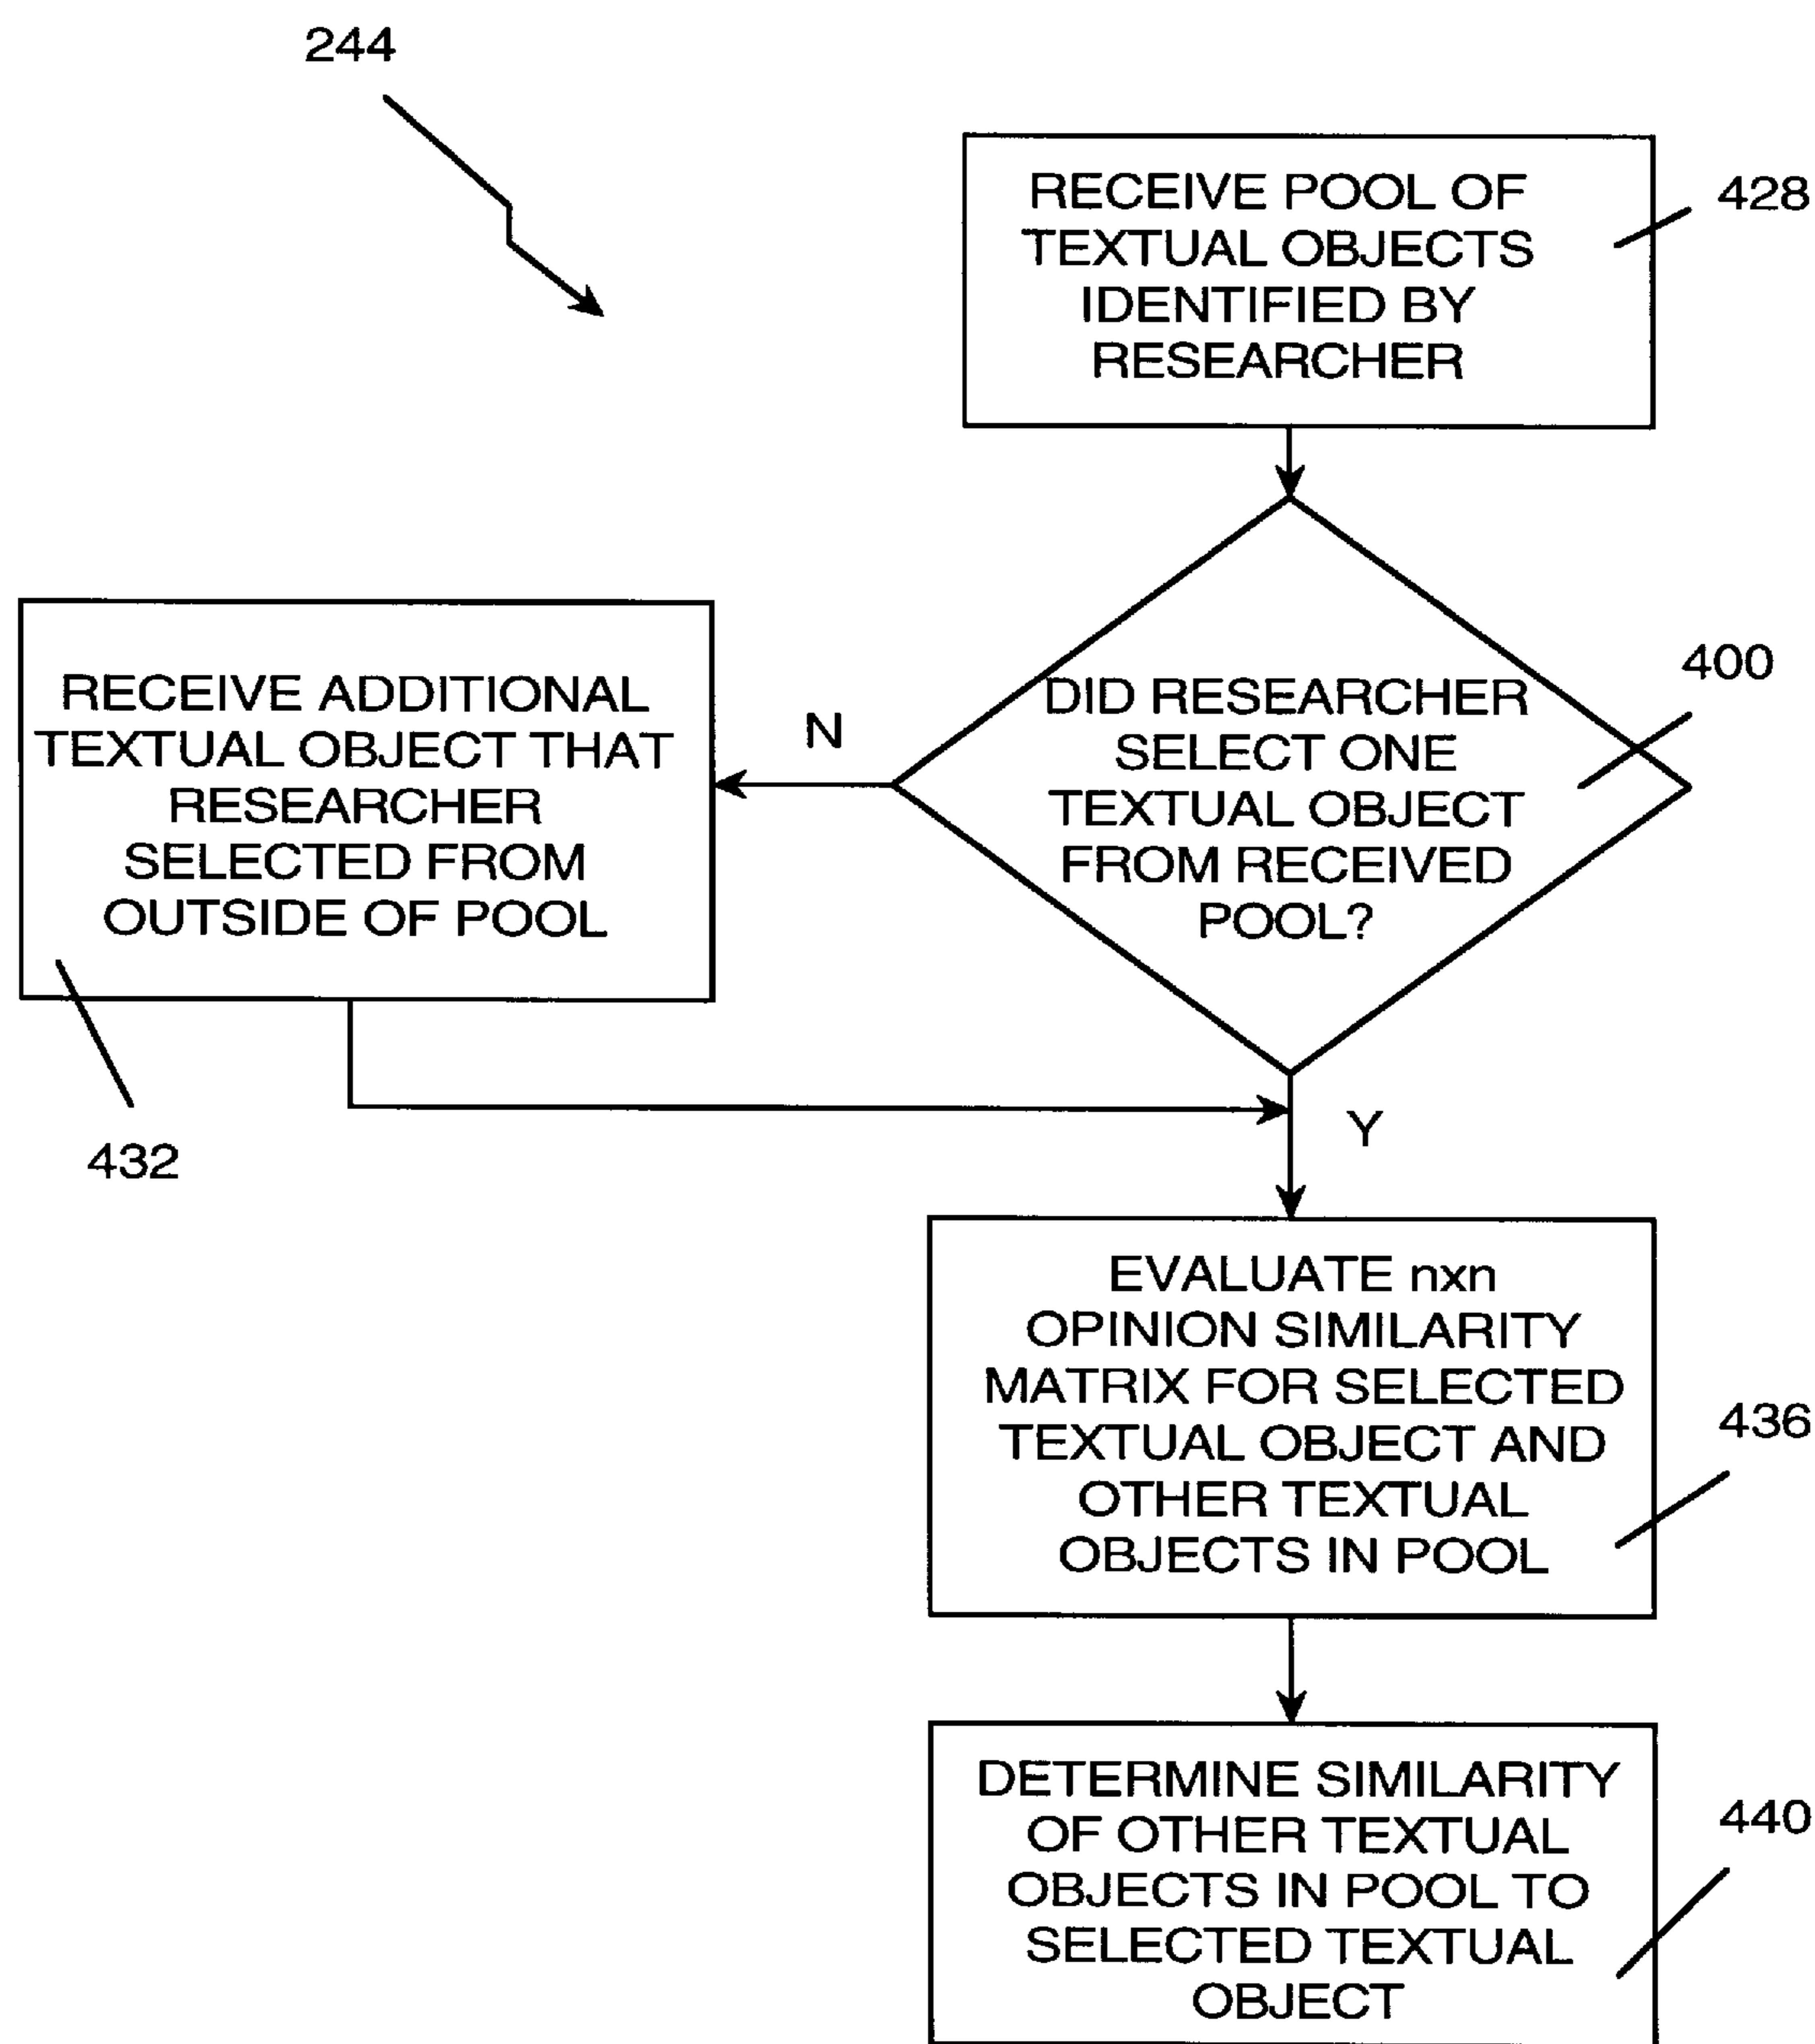 244
RECEIVE POOL OF
TEXTUAL OBJECTS
IDENTIFIED BY
RESEARCHER
428
DID RESEARCHER
SELECT ONE
TEXTUAL OBJECT
FROM RECEIVED
POOL?
400
N
RECEIVE ADDITIONAL
TEXTUAL OBJECT THAT
RESEARCHER
SELECTED FROM
OUTSIDE OF POOL
432
Y
EVALUATE nxn
OPINION SIMILARITY
MATRIX FOR SELECTED
TEXTUAL OBJECT AND
OTHER TEXTUAL
OBJECTS IN POOL
436
DETERMINE SIMILARITY
OF OTHER TEXTUAL
OBJECTS IN POOL TO
SELECTED TEXTUAL
OBJECT
440